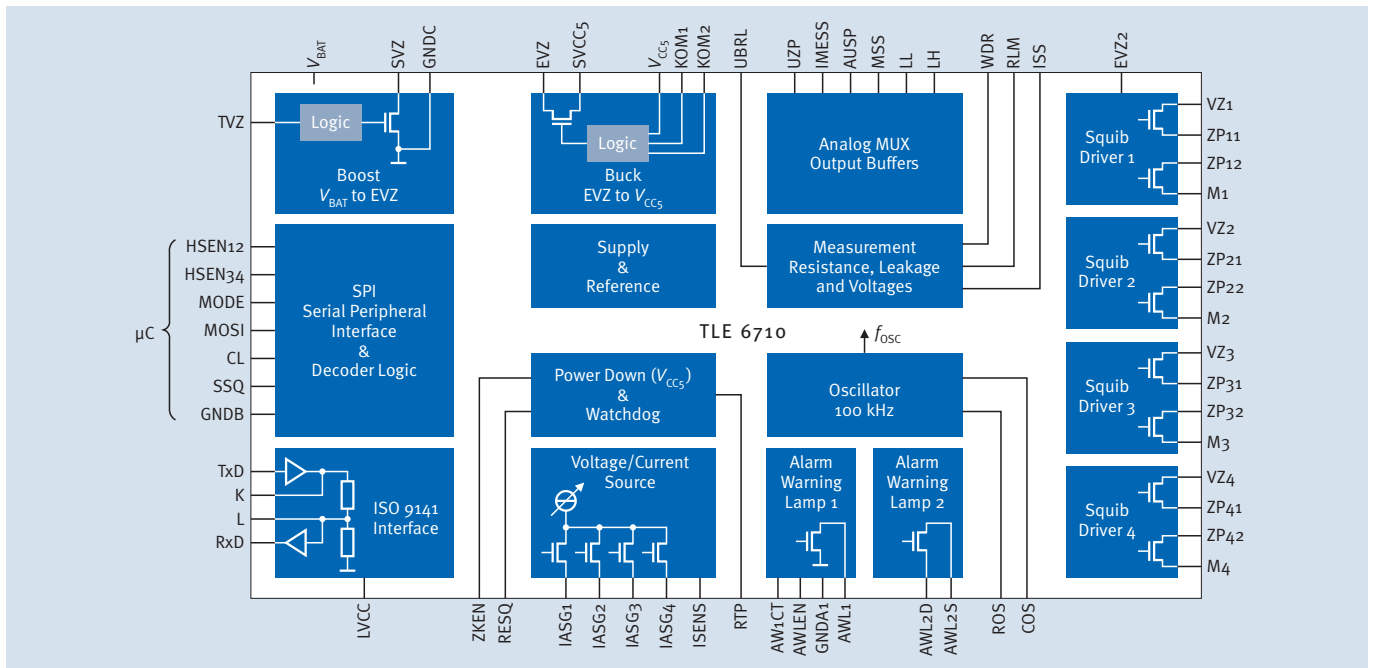 VBAT
SVZ
GNDC
EVZ
SVCC5
VCC5
KOM1
KOM2
UBRL
UZP
IMESS
AUSP
MSS
LL
LH
WDR
RLM
ISS
EVZ2
TVZ
Logic
Boost
VBAT to EVZ
Logic
Buck
EVZ to VCC5
Analog MUX
Output Buffers
Squib
Driver 1
VZ1
ZP11
ZP12
M1
µC
HSEN12
HSEN34
MODE
MOSI
CL
SSQ
GNDB
SPI
Serial Peripheral
Interface
&
Decoder Logic
Supply
&
Reference
Measurement
Resistance, Leakage
and Voltages
Squib
Driver 2
VZ2
ZP21
ZP22
M2
TLE 6710
fOSC
Power Down (VCC5)
&
Watchdog
Oscillator
100 kHz
Squib
Driver 3
VZ3
ZP31
ZP32
M3
TxD
K
L
RxD
ISO 9141
Interface
Voltage/Current
Source
Alarm
Warning
Lamp 1
Alarm
Warning
Lamp 2
Squib
Driver 4
VZ4
ZP41
ZP42
M4
LVCC
ZKEN
RESQ
IASG1
IASG2
IASG3
IASG4
ISENS
RTP
AW1CT
AWLEN
GNDA1
AWL1
AWL2D
AWL2S
ROS
COS